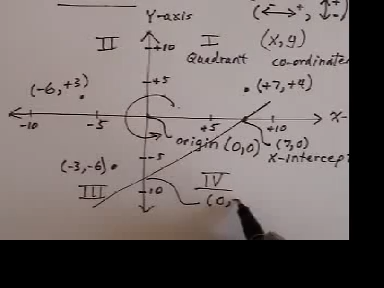 Y-axis
(←→+, ↕+-
II
+10
I
(x,y)
Quadrant
co-ordinates
(-6,+3)
+5
(+7,+4)
-10
-5
+5
+10
X-
origin (0,0)
(7,0)
X-intercept
(-3,-6)
-5
III
10
IV
(0,